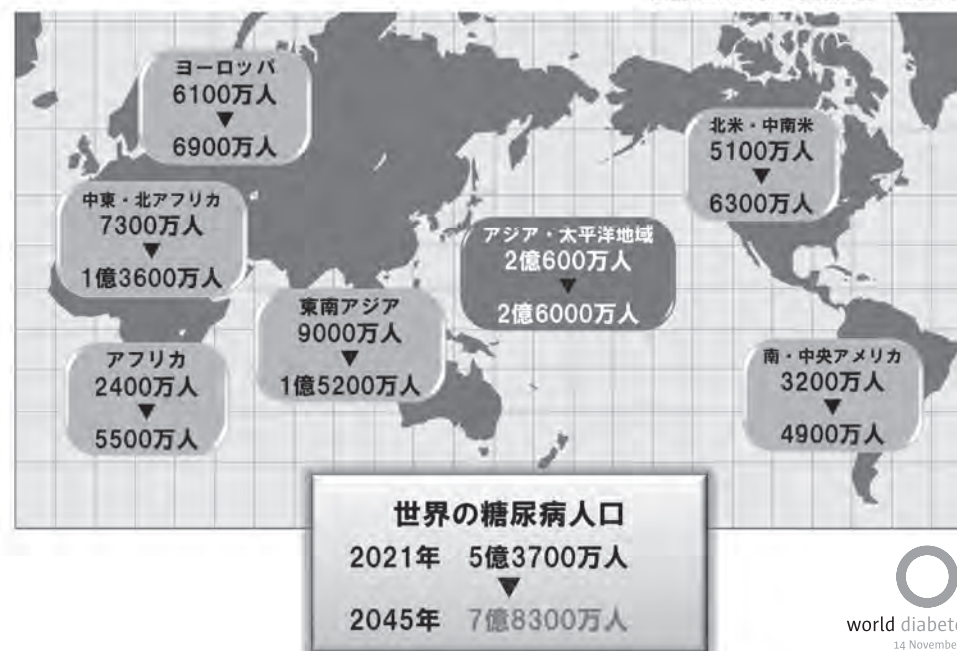 ヨーロッパ
6100万人
▼
6900万人
北米・中南米
5100万人
▼
6300万人
中東・北アフリカ
7300万人
▼
1億3600万人
アジア・太平洋地域
2億600万人
▼
2億6000万人
東南アジア
9000万人
▼
1億5200万人
アフリカ
2400万人
▼
5500万人
南・中央アメリカ
3200万人
▼
4900万人
世界の糖尿病人口
2021年 5億3700万人
▼
2045年 7億8300万人
world
14